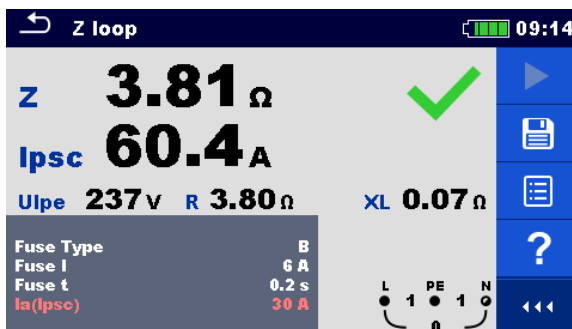 Z loop 09:14
Z 3.81 Ω
Ipsc 60.4 A
Ulpe 237 V R 3.80 Ω XL 0.07 Ω
Fuse Type B
Fuse I 6 A
Fuse t 0.2 s
Ia(Ipsc) 30 A
L PE N
1 1
0
?